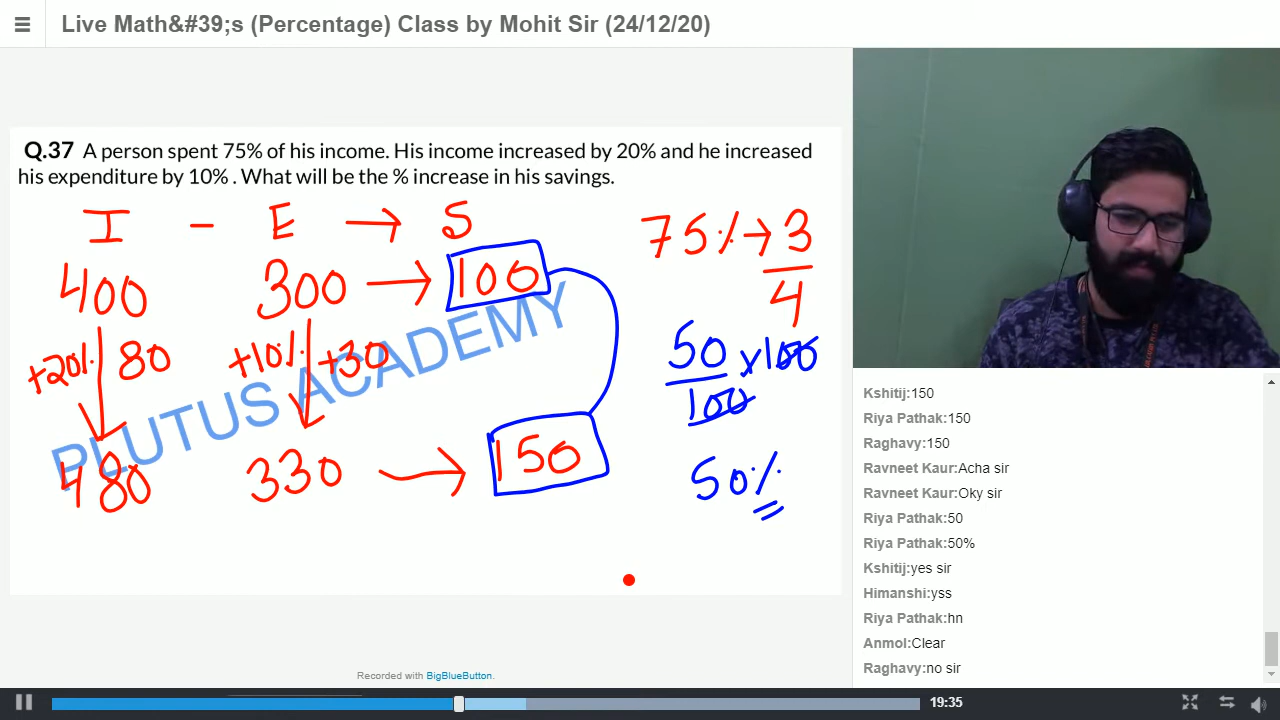 Live Math&#39;s (Percentage) Class by Mohit Sir (24/12/20)
Q.37 A person spent 75% of his income. His income increased by 20% and he increased
his expenditure by 10% . What will be the % increase in his savings.
I - E → S
75% → 3/4
400 300 → 100
+20% 80 +10% +30
50/100 x100
480 330 → 150
50%
PLUTUS ACADEMY
Kshitij:150
Riya Pathak:150
Raghavy:150
Ravneet Kaur:Acha sir
Ravneet Kaur:Oky sir
Riya Pathak:50
Riya Pathak:50%
Kshitij:yes sir
Himanshi:yss
Riya Pathak:hn
Anmol:Clear
Raghavy:no sir
Recorded with BigBlueButton.
19:35